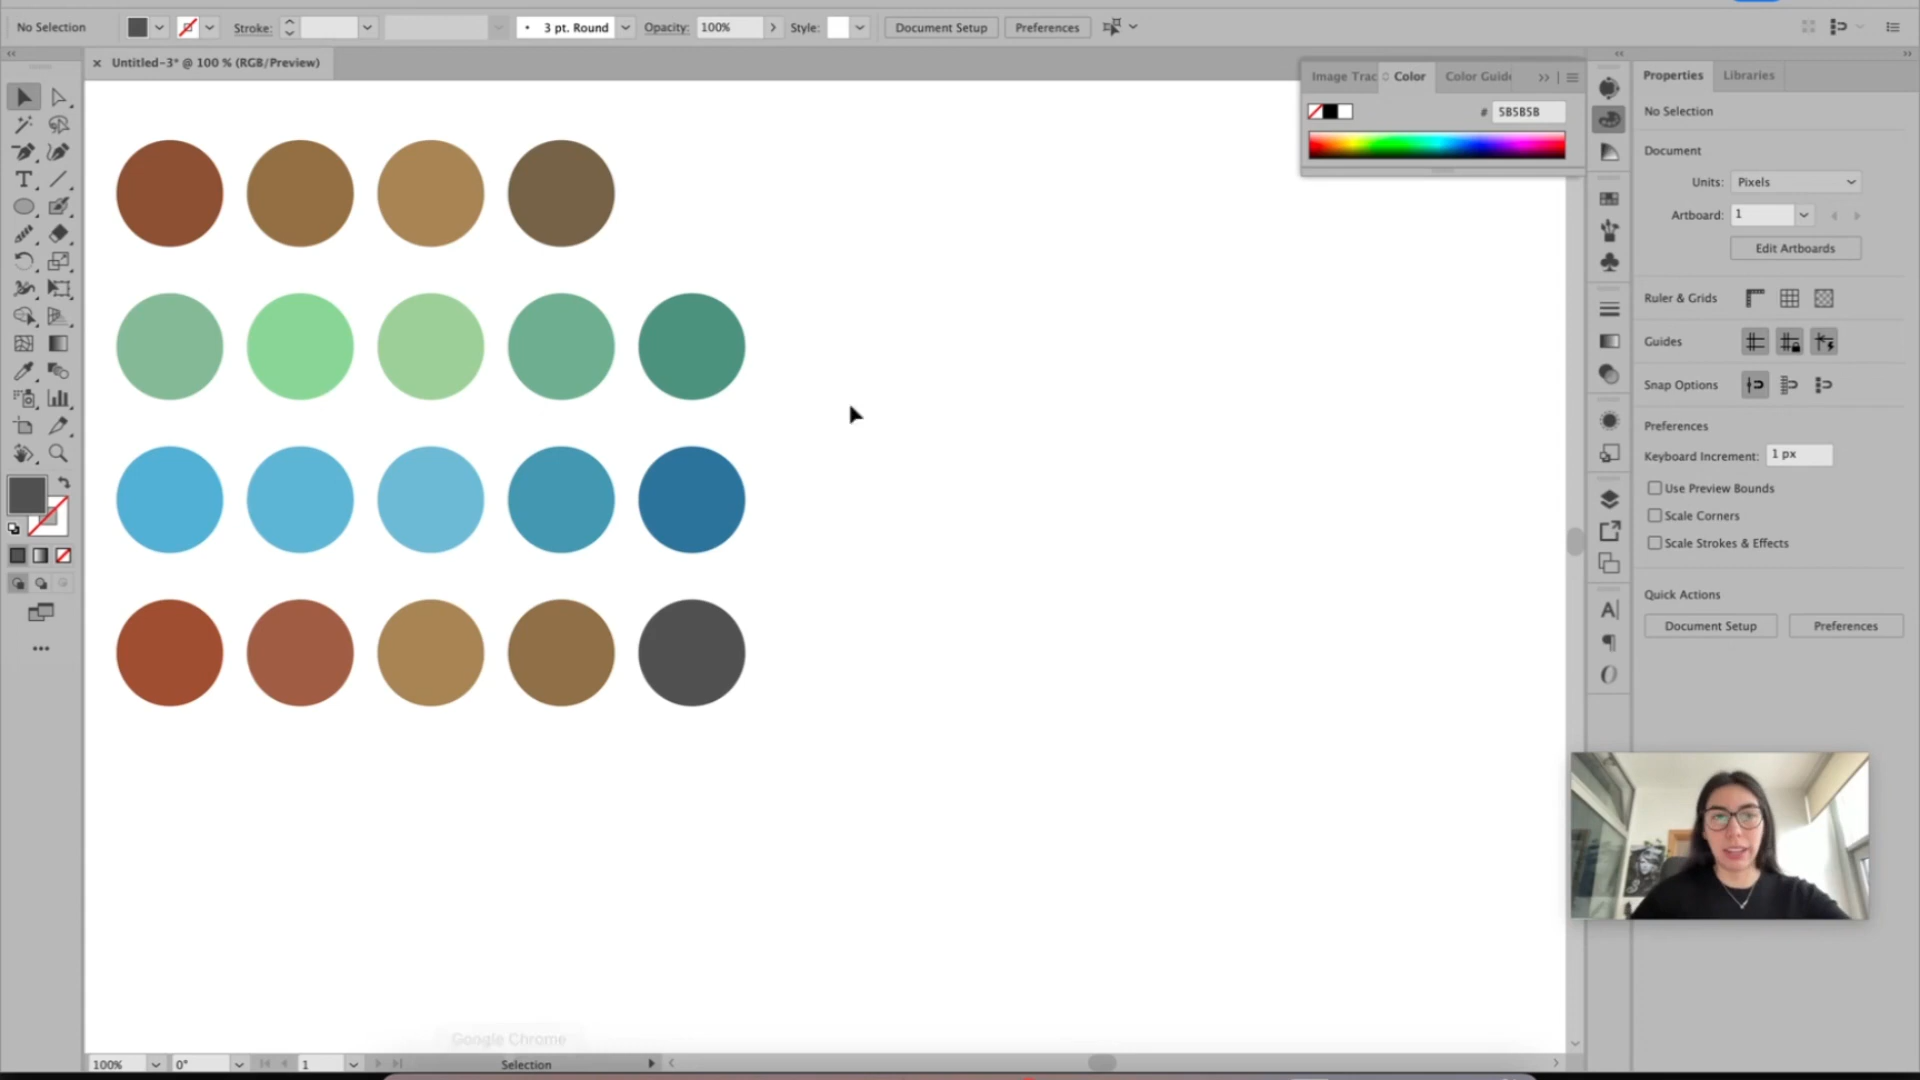 No Selection
Stroke:
3 pt. Round
Opacity:
100%
Style:
Document Setup
Preferences
Untitled-3* @ 100 % (RGB/Preview)
Image Trac
Color
Color Guid
# 5B5B5B
Properties
Libraries
No Selection
Document
Units:
Pixels
Artboard:
1
Edit Artboards
Ruler & Grids
Guides
Snap Options
Preferences
Keyboard Increment:
1 px
Use Preview Bounds
Scale Corners
Scale Strokes & Effects
Quick Actions
Document Setup
Preferences
Google Chrome
100%
0°
1
Selection